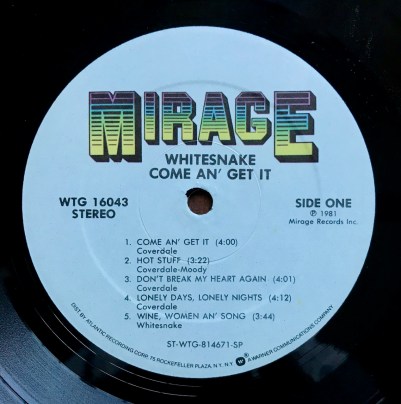 MIRAGE
WHITESNAKE
COME AN' GET IT
WTG 16043
STEREO
SIDE ONE
℗ 1981
Mirage Records Inc.
1. COME AN' GET IT (4:00)
Coverdale
2. HOT STUFF (3:22)
Coverdale-Moody
3. DON'T BREAK MY HEART AGAIN (4:01)
Coverdale
4. LONELY DAYS, LONELY NIGHTS (4:12)
Coverdale
5. WINE, WOMEN AN' SONG (3:44)
Whitesnake
ST-WTG-814671-SP
DIST. BY ATLANTIC RECORDING CORP. 75 ROCKEFELLER PLAZA, N.Y. N.Y. A WARNER COMMUNICATIONS COMPANY